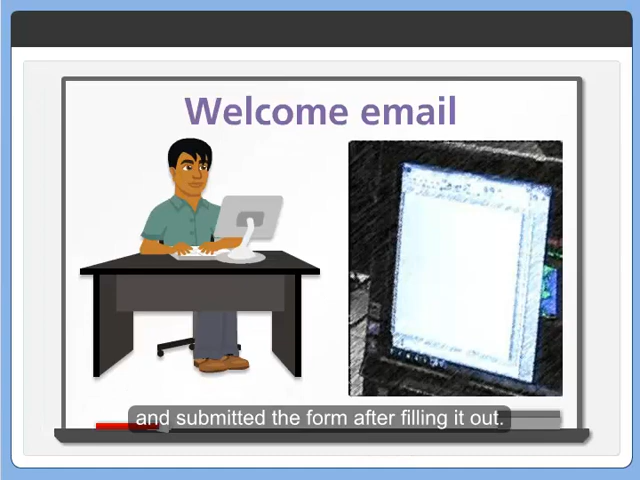 Welcome email
and submitted the form after filling it out.